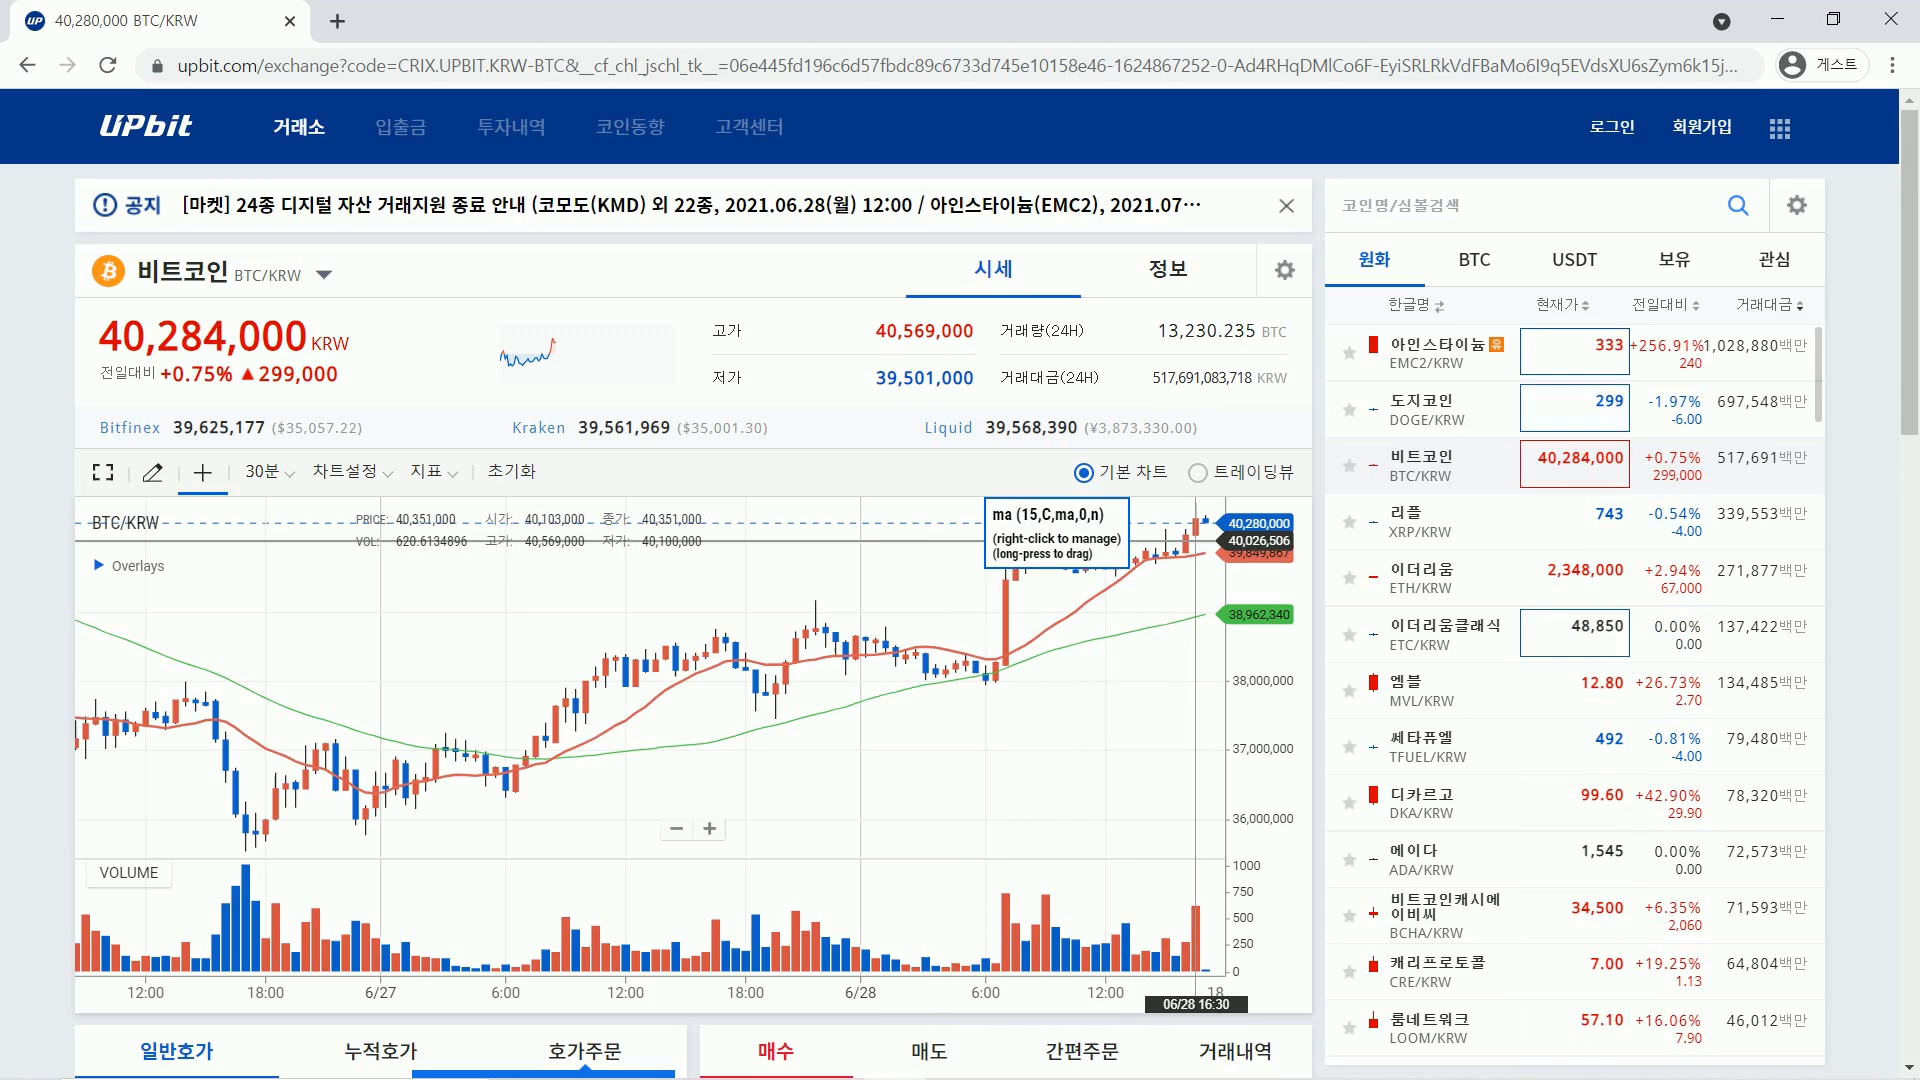 40,280,000 BTC/KRW
upbit.com/exchange?code=CRIX.UPBIT.KRW-BTC&__cf_chl_jschl_tk__=06e445fd196c6d57fbdc89c6733d745e10158e46-1624867252-0-Ad4RHqDMlCo6F-EyiSRLRkVdFBaMo6I9q5EVdsXU6sZym6k15j...
게스트
UPbit
거래소 입출금 투자내역 코인동향 고객센터
로그인 회원가입
공지 [마켓] 24종 디지털 자산 거래지원 종료 안내 (코모도(KMD) 외 22종, 2021.06.28(월) 12:00 / 아인스타이늄(EMC2), 2021.07···
비트코인 BTC/KRW
시세 정보
40,284,000 KRW
전일대비 +0.75% ▲299,000
고가 40,569,000 거래량(24H) 13,230.235 BTC
저가 39,501,000 거래대금(24H) 517,691,083,718 KRW
Bitfinex 39,625,177 ($35,057.22) Kraken 39,561,969 ($35,001.30) Liquid 39,568,390 (¥3,873,330.00)
30분 차트설정 지표 초기화
기본 차트 트레이딩뷰
BTC/KRW
PRICE: 40,351,000 시가: 40,103,000 종가: 40,351,000
VOL: 620.6134896 고가: 40,569,000 저가: 40,100,000
Overlays
ma (15,C,ma,0,n)
(right-click to manage)
(long-press to drag)
40,280,000
40,026,506
39,849,867
38,962,340
38,000,000
37,000,000
36,000,000
VOLUME
1000
750
500
250
0
12:00 18:00 6/27 6:00 12:00 18:00 6/28 6:00 12:00 18
06/28 16:30
일반호가 누적호가 호가주문
매수 매도 간편주문 거래내역
코인명/심볼검색
원화 BTC USDT 보유 관심
한글명 현재가 전일대비 거래대금
아인스타이늄 유 333 +256.91% 1,028,880백만
EMC2/KRW 240
도지코인 299 -1.97% 697,548백만
DOGE/KRW -6.00
비트코인 40,284,000 +0.75% 517,691백만
BTC/KRW 299,000
리플 743 -0.54% 339,553백만
XRP/KRW -4.00
이더리움 2,348,000 +2.94% 271,877백만
ETH/KRW 67,000
이더리움클래식 48,850 0.00% 137,422백만
ETC/KRW 0.00
엠블 12.80 +26.73% 134,485백만
MVL/KRW 2.70
쎄타퓨엘 492 -0.81% 79,480백만
TFUEL/KRW -4.00
디카르고 99.60 +42.90% 78,320백만
DKA/KRW 29.90
에이다 1,545 0.00% 72,573백만
ADA/KRW 0.00
비트코인캐시에
이비씨 34,500 +6.35% 71,593백만
BCHA/KRW 2,060
캐리프로토콜 7.00 +19.25% 64,804백만
CRE/KRW 1.13
룸네트워크 57.10 +16.06% 46,012백만
LOOM/KRW 7.90